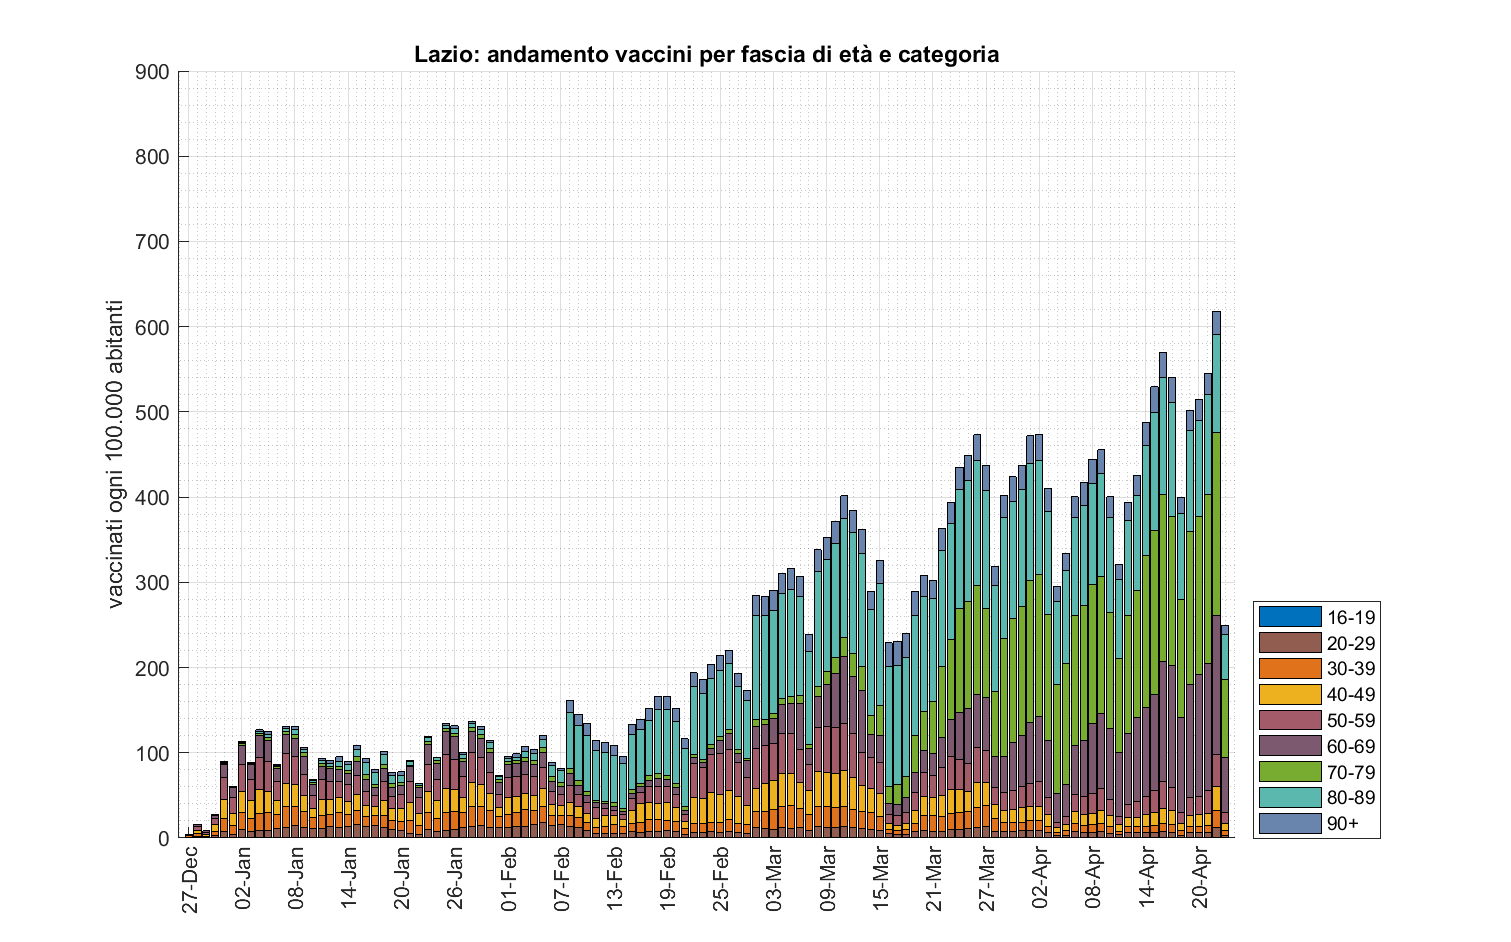 Lazio: andamento vaccini per fascia di età e categoria
vaccinati ogni 100.000 abitanti
900
800
700
600
500
400
300
200
100
0
27-Dec
02-Jan
08-Jan
14-Jan
20-Jan
26-Jan
01-Feb
07-Feb
13-Feb
19-Feb
25-Feb
03-Mar
09-Mar
15-Mar
21-Mar
27-Mar
02-Apr
08-Apr
14-Apr
20-Apr
16-19
20-29
30-39
40-49
50-59
60-69
70-79
80-89
90+